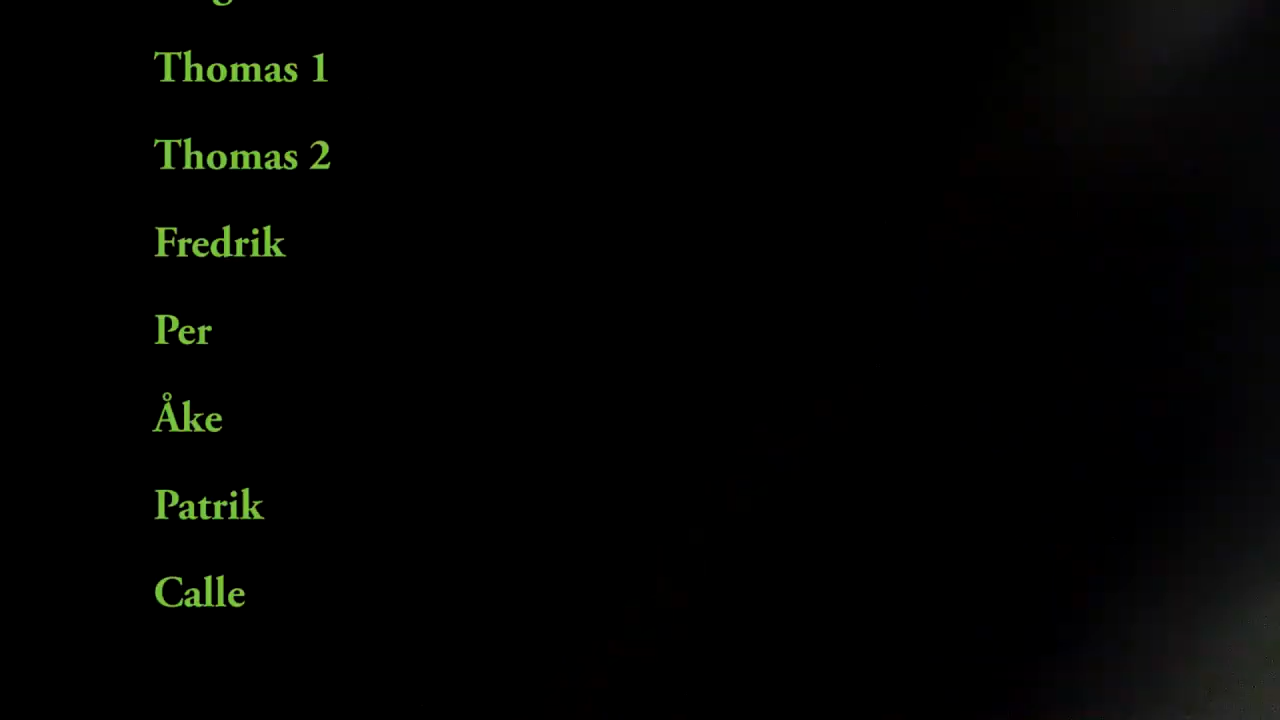 Thomas 1
Thomas 2
Fredrik
Per
Åke
Patrik
Calle